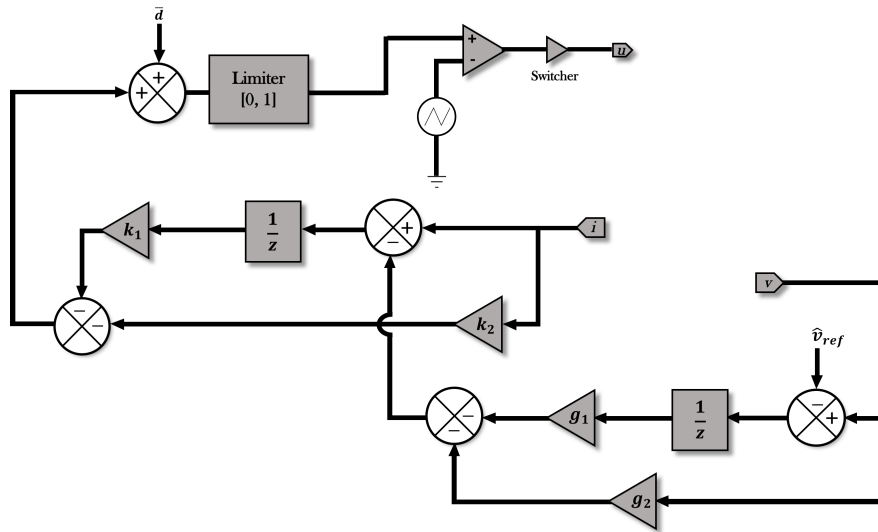 d̄
+
+
Limiter
[0, 1]
+
-
Switcher
u
k₁
1
z
+
−
i
−
−
k₂
v
v̂ref
−
−
g₁
1
z
−
+
g₂